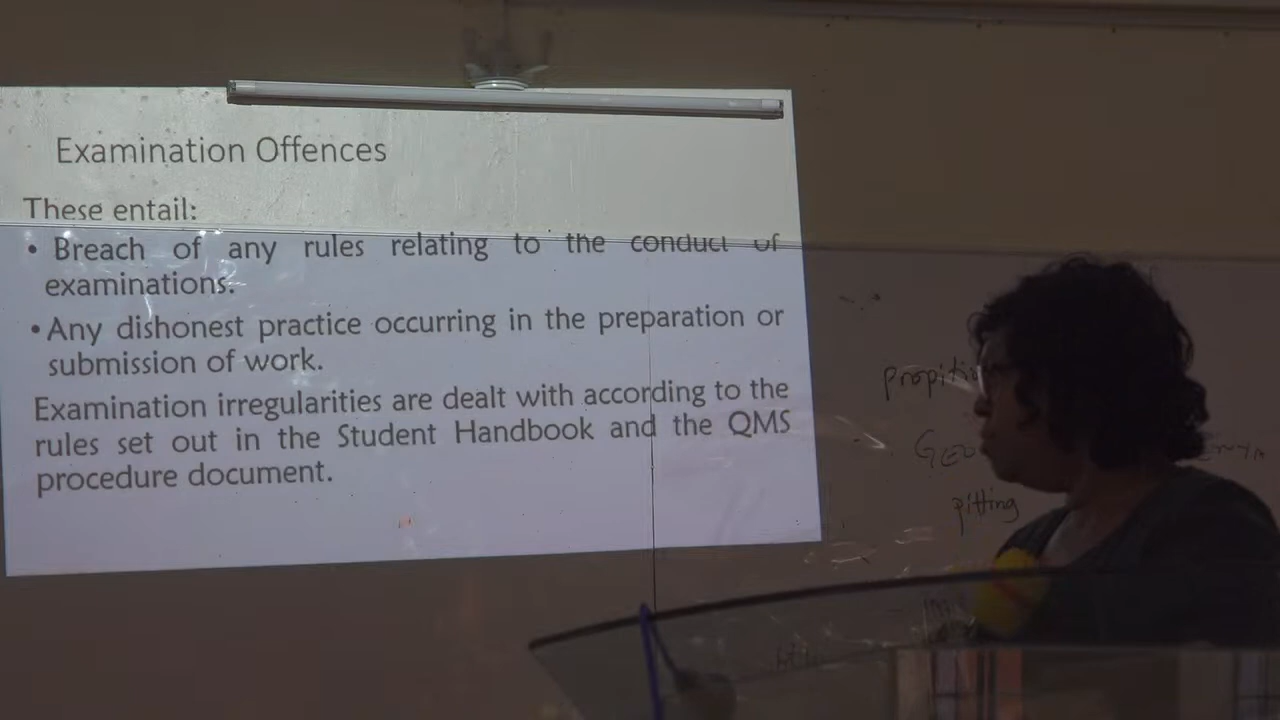 Examination Offences
These entail:
• Breach of any rules relating to the conduct of
examinations.
• Any dishonest practice occurring in the preparation or
submission of work.
Examination irregularities are dealt with according to the
rules set out in the Student Handbook and the QMS
procedure document.
pitting